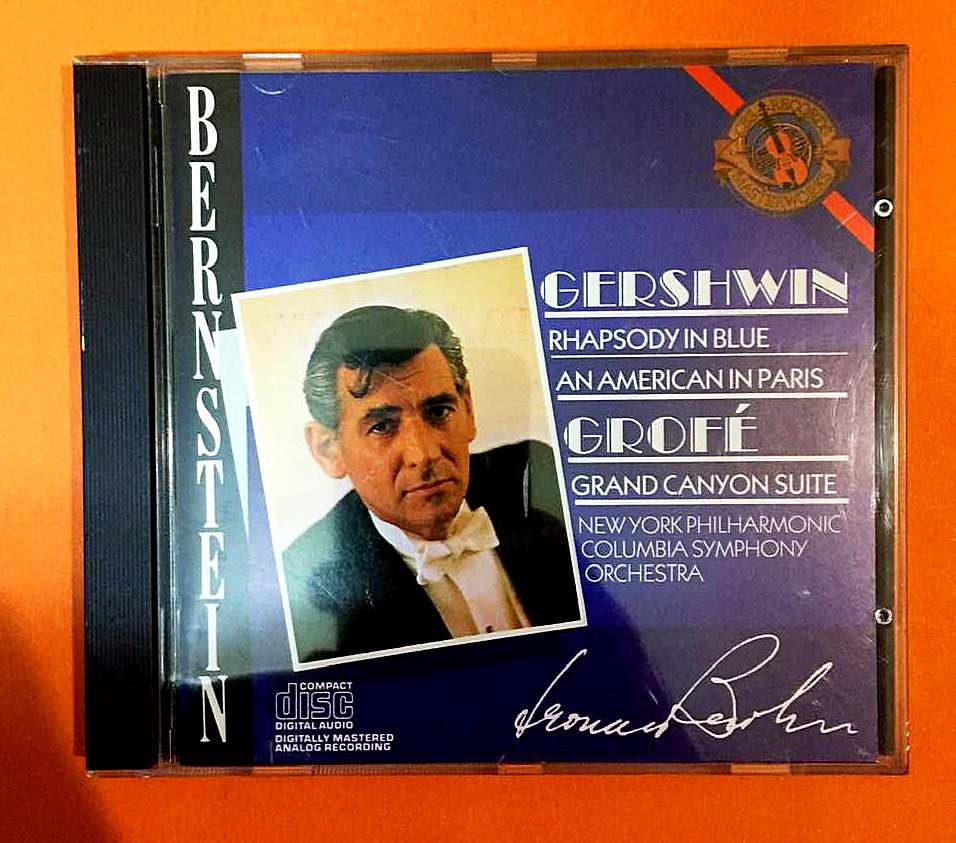 BERNSTEIN
GERSHWIN
RHAPSODY IN BLUE
AN AMERICAN IN PARIS
GROFÉ
GRAND CANYON SUITE
NEW YORK PHILHARMONIC
COLUMBIA SYMPHONY
ORCHESTRA
COMPACT
disc
DIGITAL AUDIO
DIGITALLY MASTERED
ANALOG RECORDING